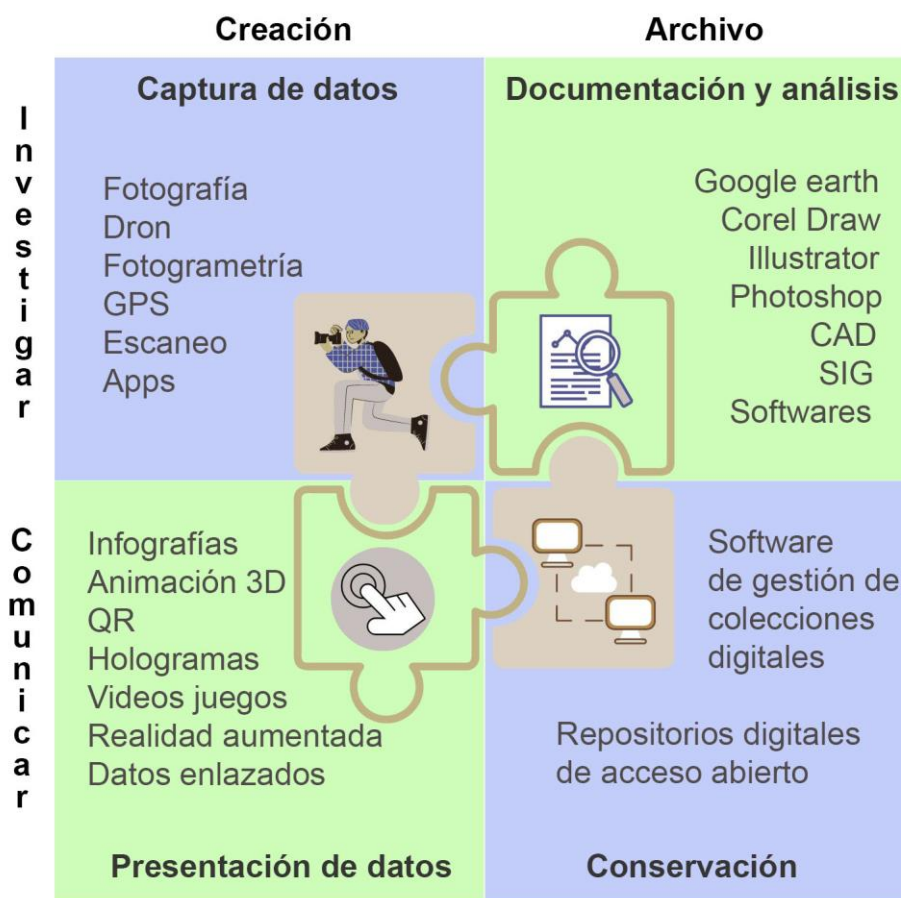 Creación
Archivo
Investigar
Captura de datos
Fotografía
Dron
Fotogrametría
GPS
Escaneo
Apps
Documentación y análisis
Google earth
Corel Draw
Illustrator
Photoshop
CAD
SIG
Softwares
Comunicar
Infografías
Animación 3D
QR
Hologramas
Videos juegos
Realidad aumentada
Datos enlazados
Presentación de datos
Software
de gestión de
colecciones
digitales
Repositorios digitales
de acceso abierto
Conservación